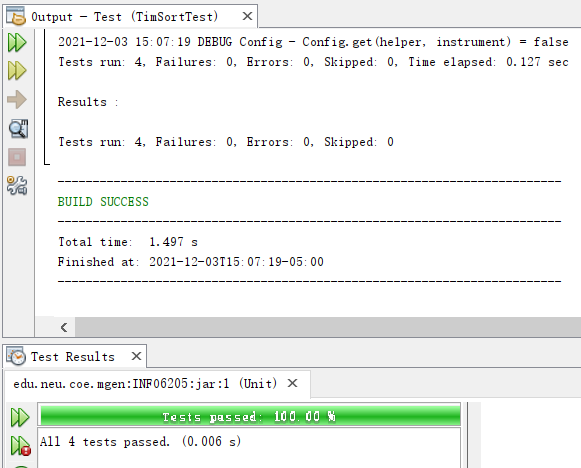 Output - Test (TimSortTest)
2021-12-03 15:07:19 DEBUG Config - Config.get(helper, instrument) = false
Tests run: 4, Failures: 0, Errors: 0, Skipped: 0, Time elapsed: 0.127 sec
Results :
Tests run: 4, Failures: 0, Errors: 0, Skipped: 0
------------------------------------------------------------------------
BUILD SUCCESS
------------------------------------------------------------------------
Total time:  1.497 s
Finished at: 2021-12-03T15:07:19-05:00
------------------------------------------------------------------------
Test Results
edu.neu.coe.mgen:INFO6205:jar:1 (Unit)
Tests passed: 100.00 %
All 4 tests passed. (0.006 s)